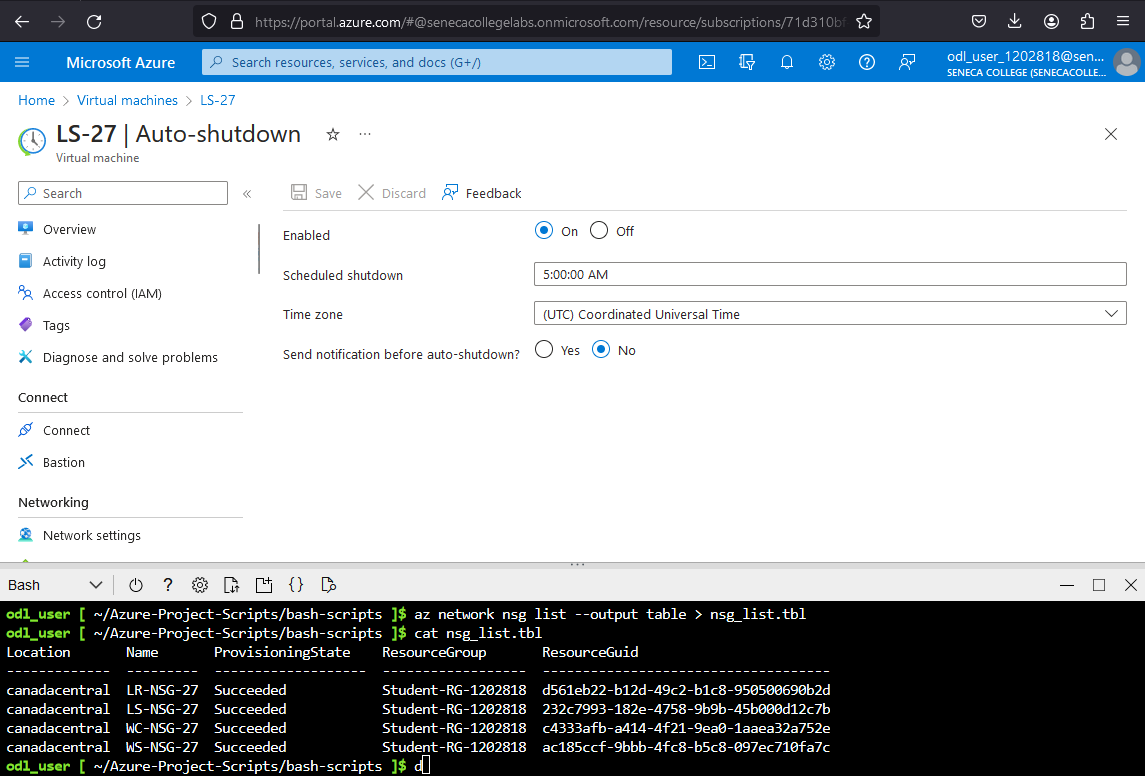 https://portal.azure.com/#@senecacollegelabs.onmicrosoft.com/resource/subscriptions/71d310bf
Microsoft Azure
Search resources, services, and docs (G+/)
odl_user_1202818@sen...
SENECA COLLEGE (SENECACOLLE...
Home > Virtual machines > LS-27
LS-27 | Auto-shutdown
Virtual machine
Search
Save Discard Feedback
Overview
Activity log
Access control (IAM)
Tags
Diagnose and solve problems
Connect
Connect
Bastion
Networking
Network settings
Enabled On Off
Scheduled shutdown 5:00:00 AM
Time zone (UTC) Coordinated Universal Time
Send notification before auto-shutdown? Yes No
Bash
odl_user [ ~/Azure-Project-Scripts/bash-scripts ]$ az network nsg list --output table > nsg_list.tbl
odl_user [ ~/Azure-Project-Scripts/bash-scripts ]$ cat nsg_list.tbl
Location Name ProvisioningState ResourceGroup ResourceGuid
------------- --------- ------------------- ------------------ ------------------------------------
canadacentral LR-NSG-27 Succeeded Student-RG-1202818 d561eb22-b12d-49c2-b1c8-950500690b2d
canadacentral LS-NSG-27 Succeeded Student-RG-1202818 232c7993-182e-4758-9b9b-45b000d12c7b
canadacentral WC-NSG-27 Succeeded Student-RG-1202818 c4333afb-a414-4f21-9ea0-1aaea32a752e
canadacentral WS-NSG-27 Succeeded Student-RG-1202818 ac185ccf-9bbb-4fc8-b5c8-097ec710fa7c
odl_user [ ~/Azure-Project-Scripts/bash-scripts ]$ d